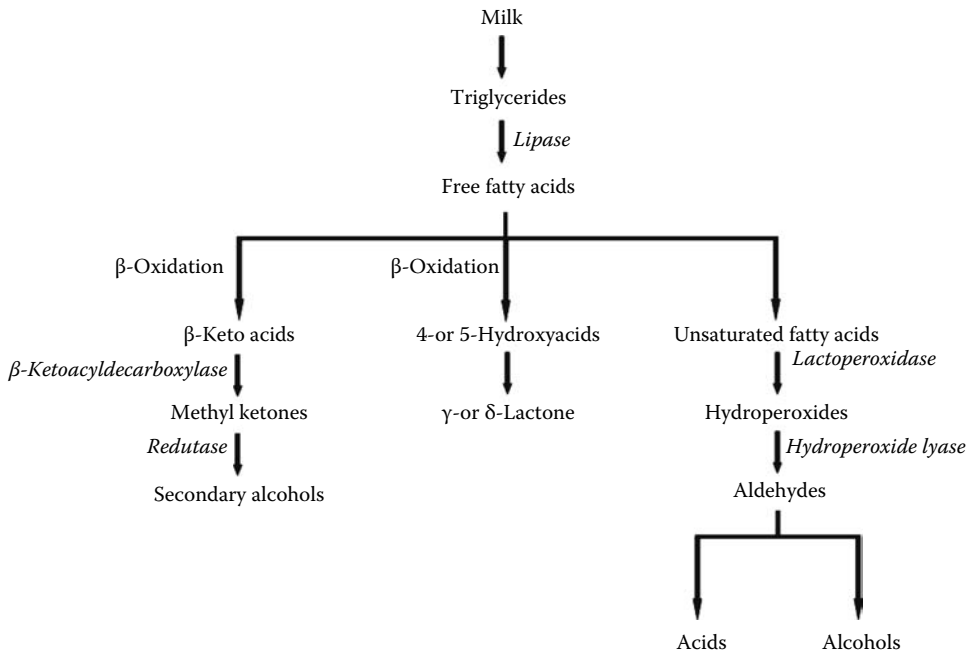 Milk
Triglycerides
Lipase
Free fatty acids
β-Oxidation
β-Oxidation
β-Keto acids
4-or 5-Hydroxyacids
Unsaturated fatty acids
β-Ketoacyldecarboxylase
Lactoperoxidase
Methyl ketones
γ-or δ-Lactone
Hydroperoxides
Redutase
Hydroperoxide lyase
Secondary alcohols
Aldehydes
Acids
Alcohols